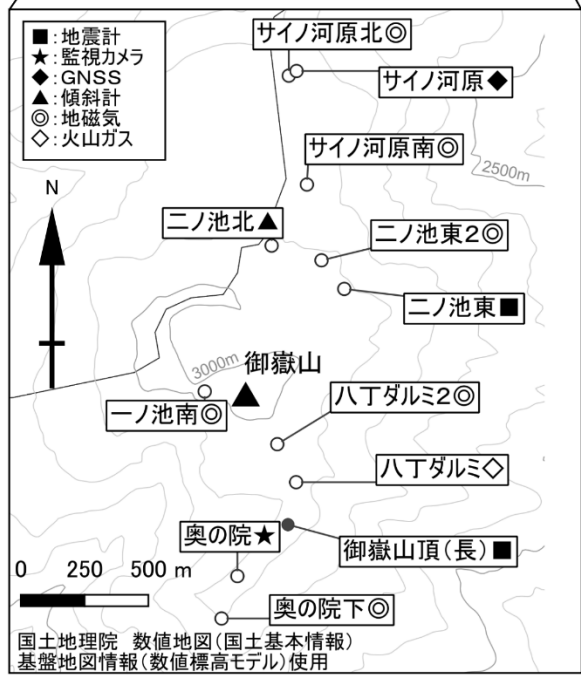 ■:地震計
★:監視カメラ
◆:GNSS
▲:傾斜計
◎:地磁気
◇:火山ガス
サイノ河原北◎
サイノ河原◆
サイノ河原南◎
2500m
N
二ノ池北▲
二ノ池東2◎
二ノ池東■
3000m
御嶽山
一ノ池南◎
八丁ダルミ2◎
八丁ダルミ◇
奥の院★
御嶽山頂(長)■
0 250 500 m
奥の院下◎
国土地理院 数値地図(国土基本情報)
基盤地図情報(数値標高モデル)使用